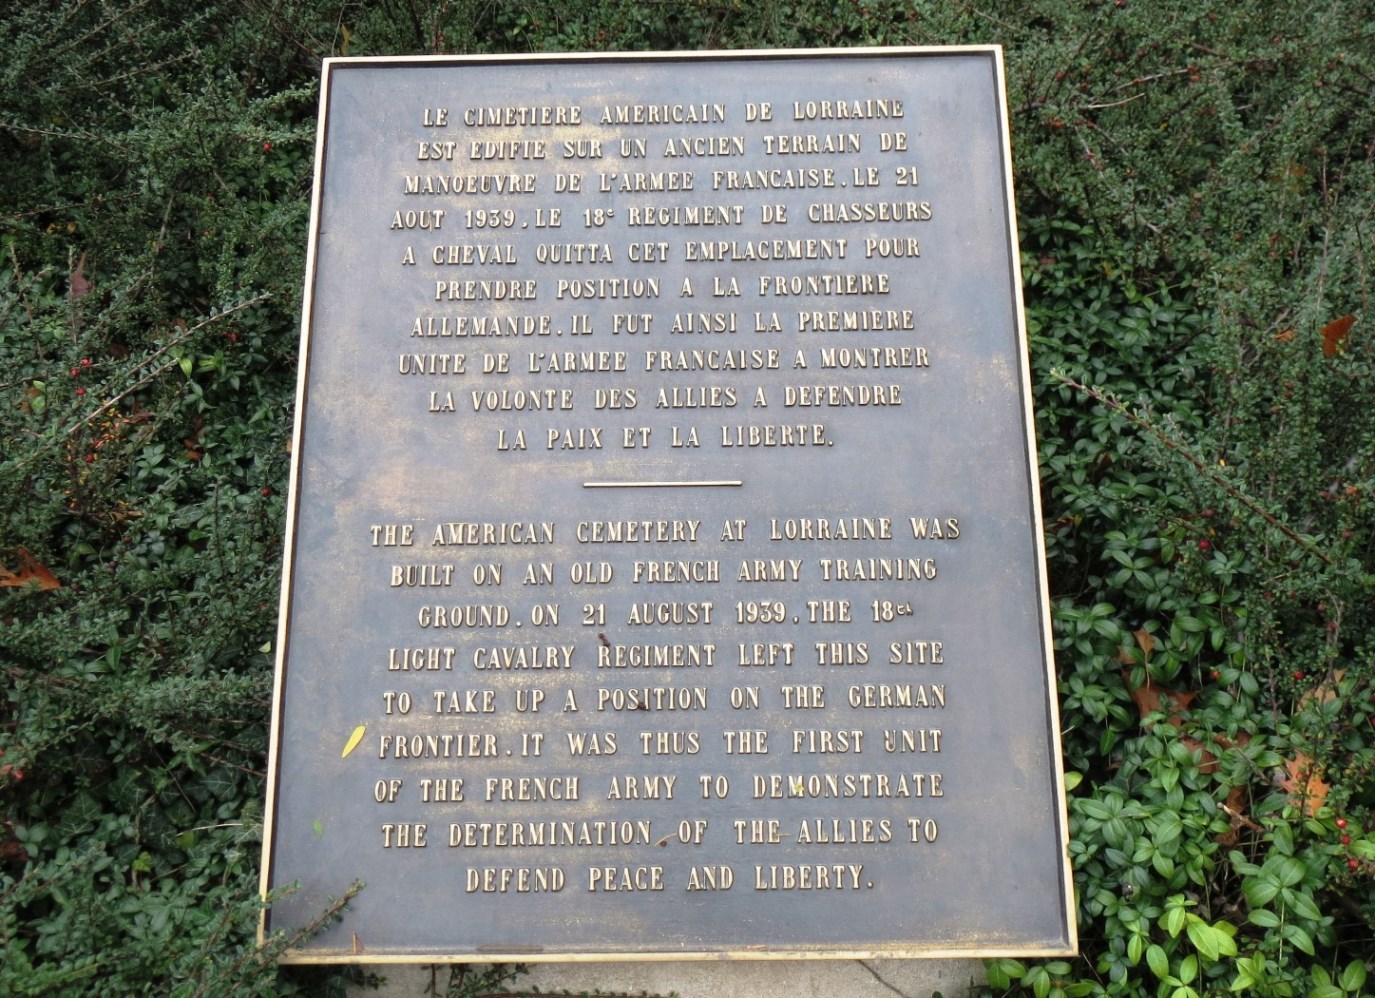 LE CIMETIERE AMERICAIN DE LORRAINE
EST EDIFIE SUR UN ANCIEN TERRAIN DE
MANOEUVRE DE L'ARMEE FRANCAISE. LE 21
AOUT 1939. LE 18e REGIMENT DE CHASSEURS
A CHEVAL QUITTA CET EMPLACEMENT POUR
PRENDRE POSITION A LA FRONTIERE
ALLEMANDE. IL FUT AINSI LA PREMIERE
UNITE DE L'ARMEE FRANCAISE A MONTRER
LA VOLONTE DES ALLIES A DEFENDRE
LA PAIX ET LA LIBERTE.
THE AMERICAN CEMETERY AT LORRAINE WAS
BUILT ON AN OLD FRENCH ARMY TRAINING
GROUND. ON 21 AUGUST 1939. THE 18th
LIGHT CAVALRY REGIMENT LEFT THIS SITE
TO TAKE UP A POSITION ON THE GERMAN
FRONTIER. IT WAS THUS THE FIRST UNIT
OF THE FRENCH ARMY TO DEMONSTRATE
THE DETERMINATION OF THE ALLIES TO
DEFEND PEACE AND LIBERTY.